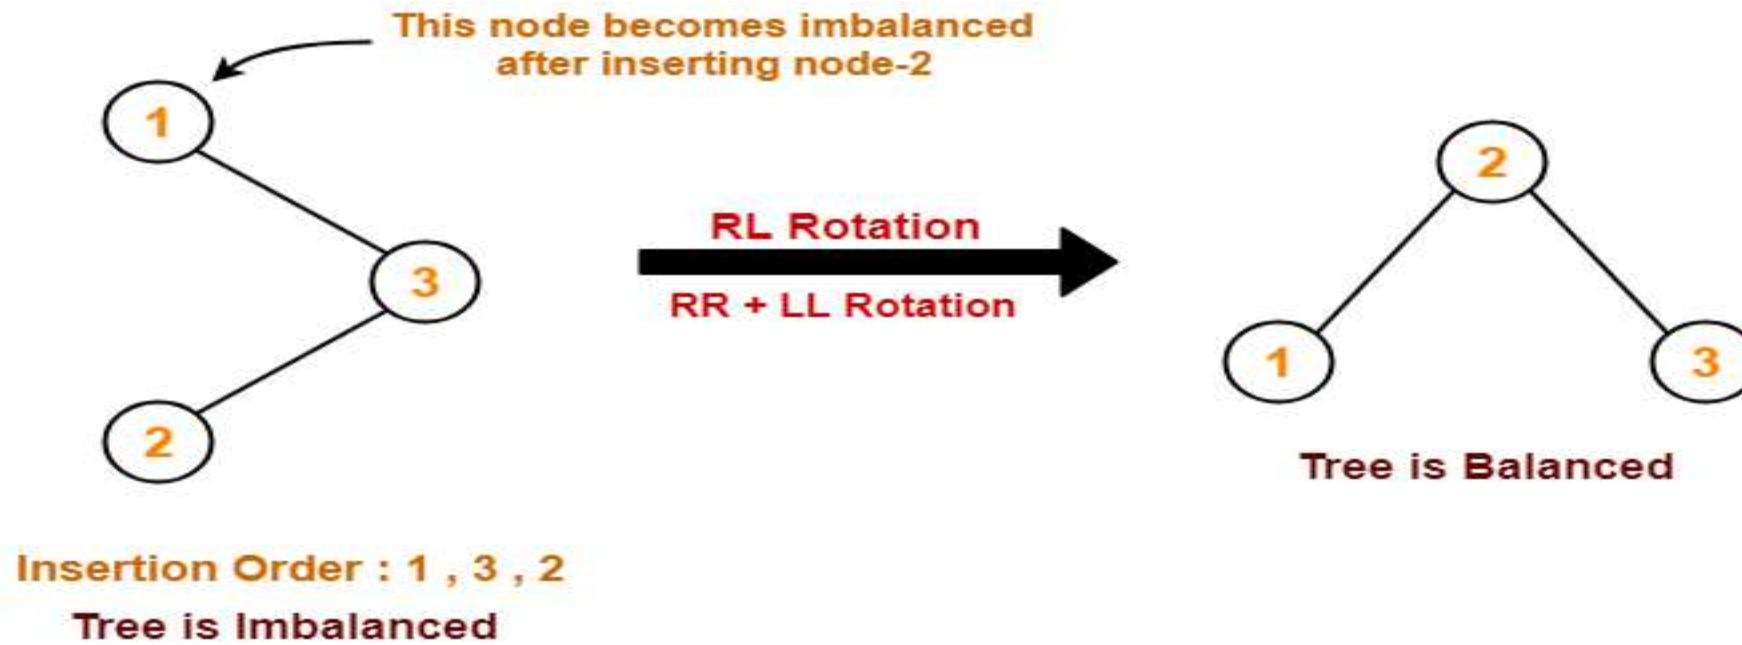 This node becomes imbalanced
after inserting node-2
1
3
2
RL Rotation
RR + LL Rotation
2
1
3
Tree is Balanced
Insertion Order : 1 , 3 , 2
Tree is Imbalanced